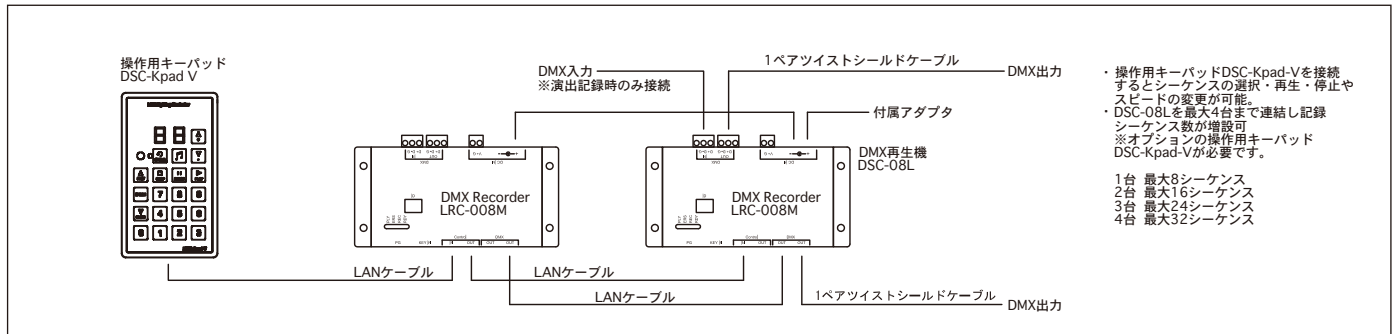 操作用キーパッド
DSC-Kpad V
DMX入力
※演出記録時のみ接続
1ペアツイストシールドケーブル
DMX出力
付属アダプタ
DMX再生機
DSC-08L
DMX Recorder
LRC-008M
DMX Recorder
LRC-008M
LANケーブル
LANケーブル
LANケーブル
1ペアツイストシールドケーブル
DMX出力
・操作用キーパッドDSC-Kpad-Vを接続
するとシーケンスの選択・再生・停止や
スピードの変更が可能。
・DSC-08Lを最大4台まで連結し記録
シーケンス数が増設可
※オプションの操作用キーパッド
DSC-Kpad-Vが必要です。
1台 最大8シーケンス
2台 最大16シーケンス
3台 最大24シーケンス
4台 最大32シーケンス